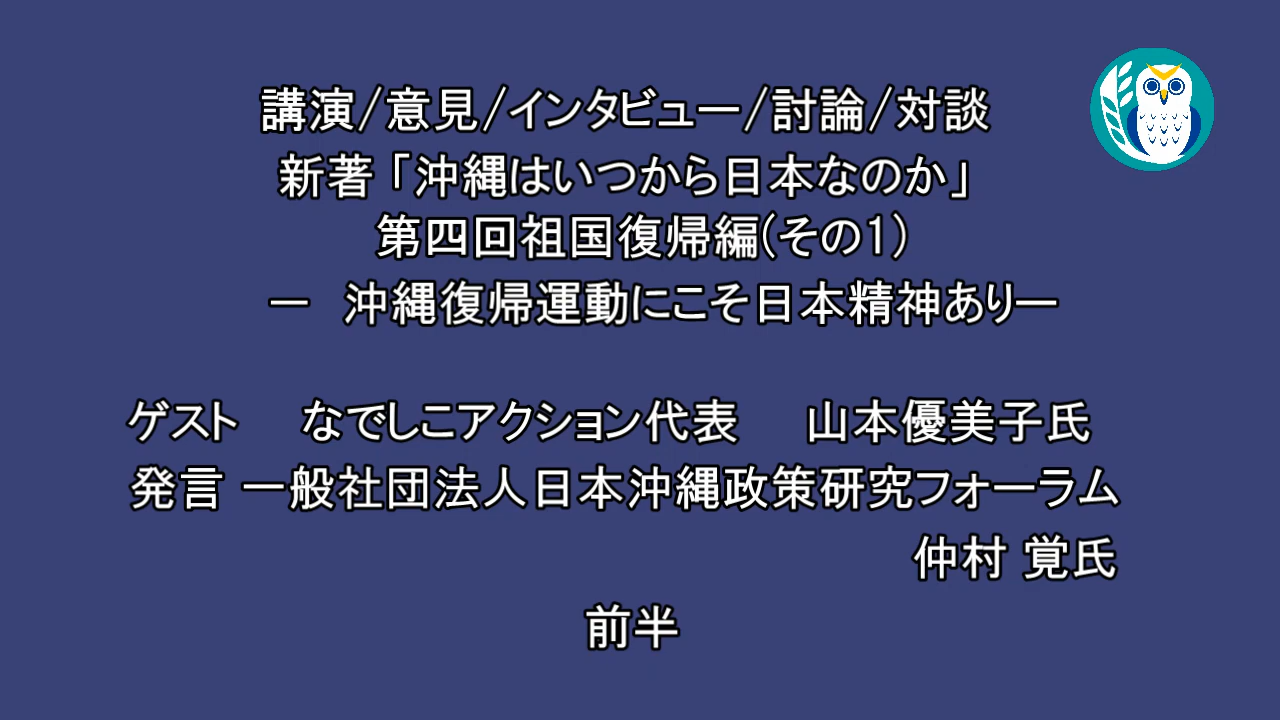 講演/意見/インタビュー/討論/対談
新著「沖縄はいつから日本なのか」
第四回祖国復帰編(その1)
ー　沖縄復帰運動にこそ日本精神ありー
ゲスト　なでしこアクション代表　山本優美子氏
発言 一般社団法人日本沖縄政策研究フォーラム
仲村 覚氏
前半